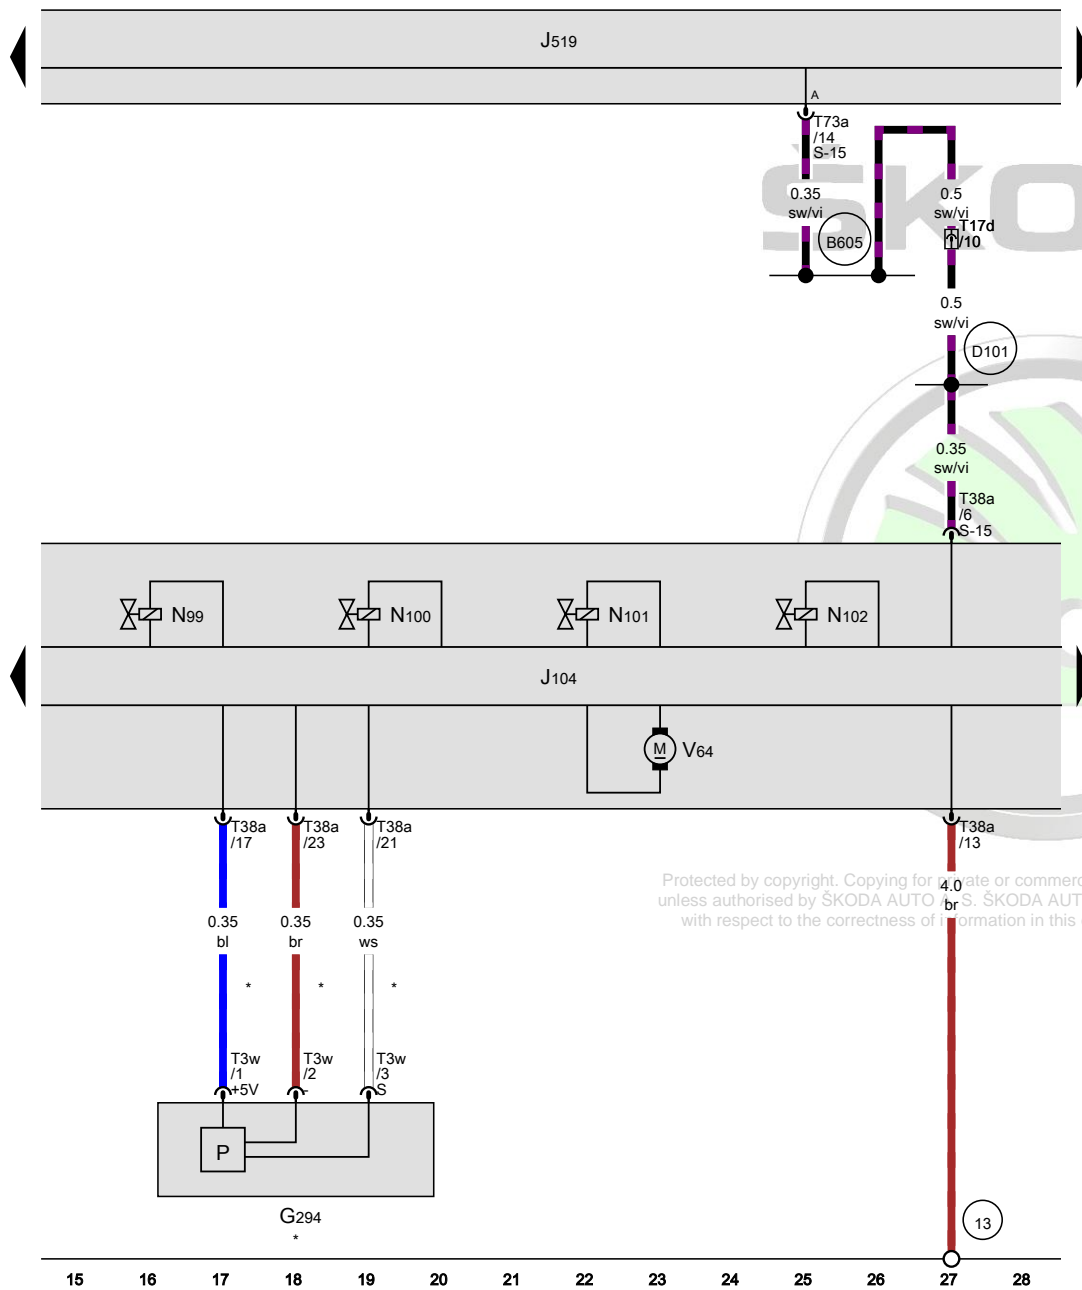 J519
A
T73a
/14
S-15
ŠKO
0.35
sw/vi
B605
0.5
sw/vi
T17d
/10
0.5
sw/vi
D101
0.35
sw/vi
T38a
/6
S-15
N99
N100
N101
N102
J104
M
V64
T38a
/17
T38a
/23
T38a
/21
T38a
/13
Protected by copyright. Copying for private or commerc
unless authorised by ŠKODA AUTO A. S. ŠKODA AUT
with respect to the correctness of information in this
4.0
br
0.35
bl
0.35
br
0.35
ws
* * *
T3w
/1
+5V
T3w
/2
-
T3w
/3
S
P
G294
*
13
15 16 17 18 19 20 21 22 23 24 25 26 27 28